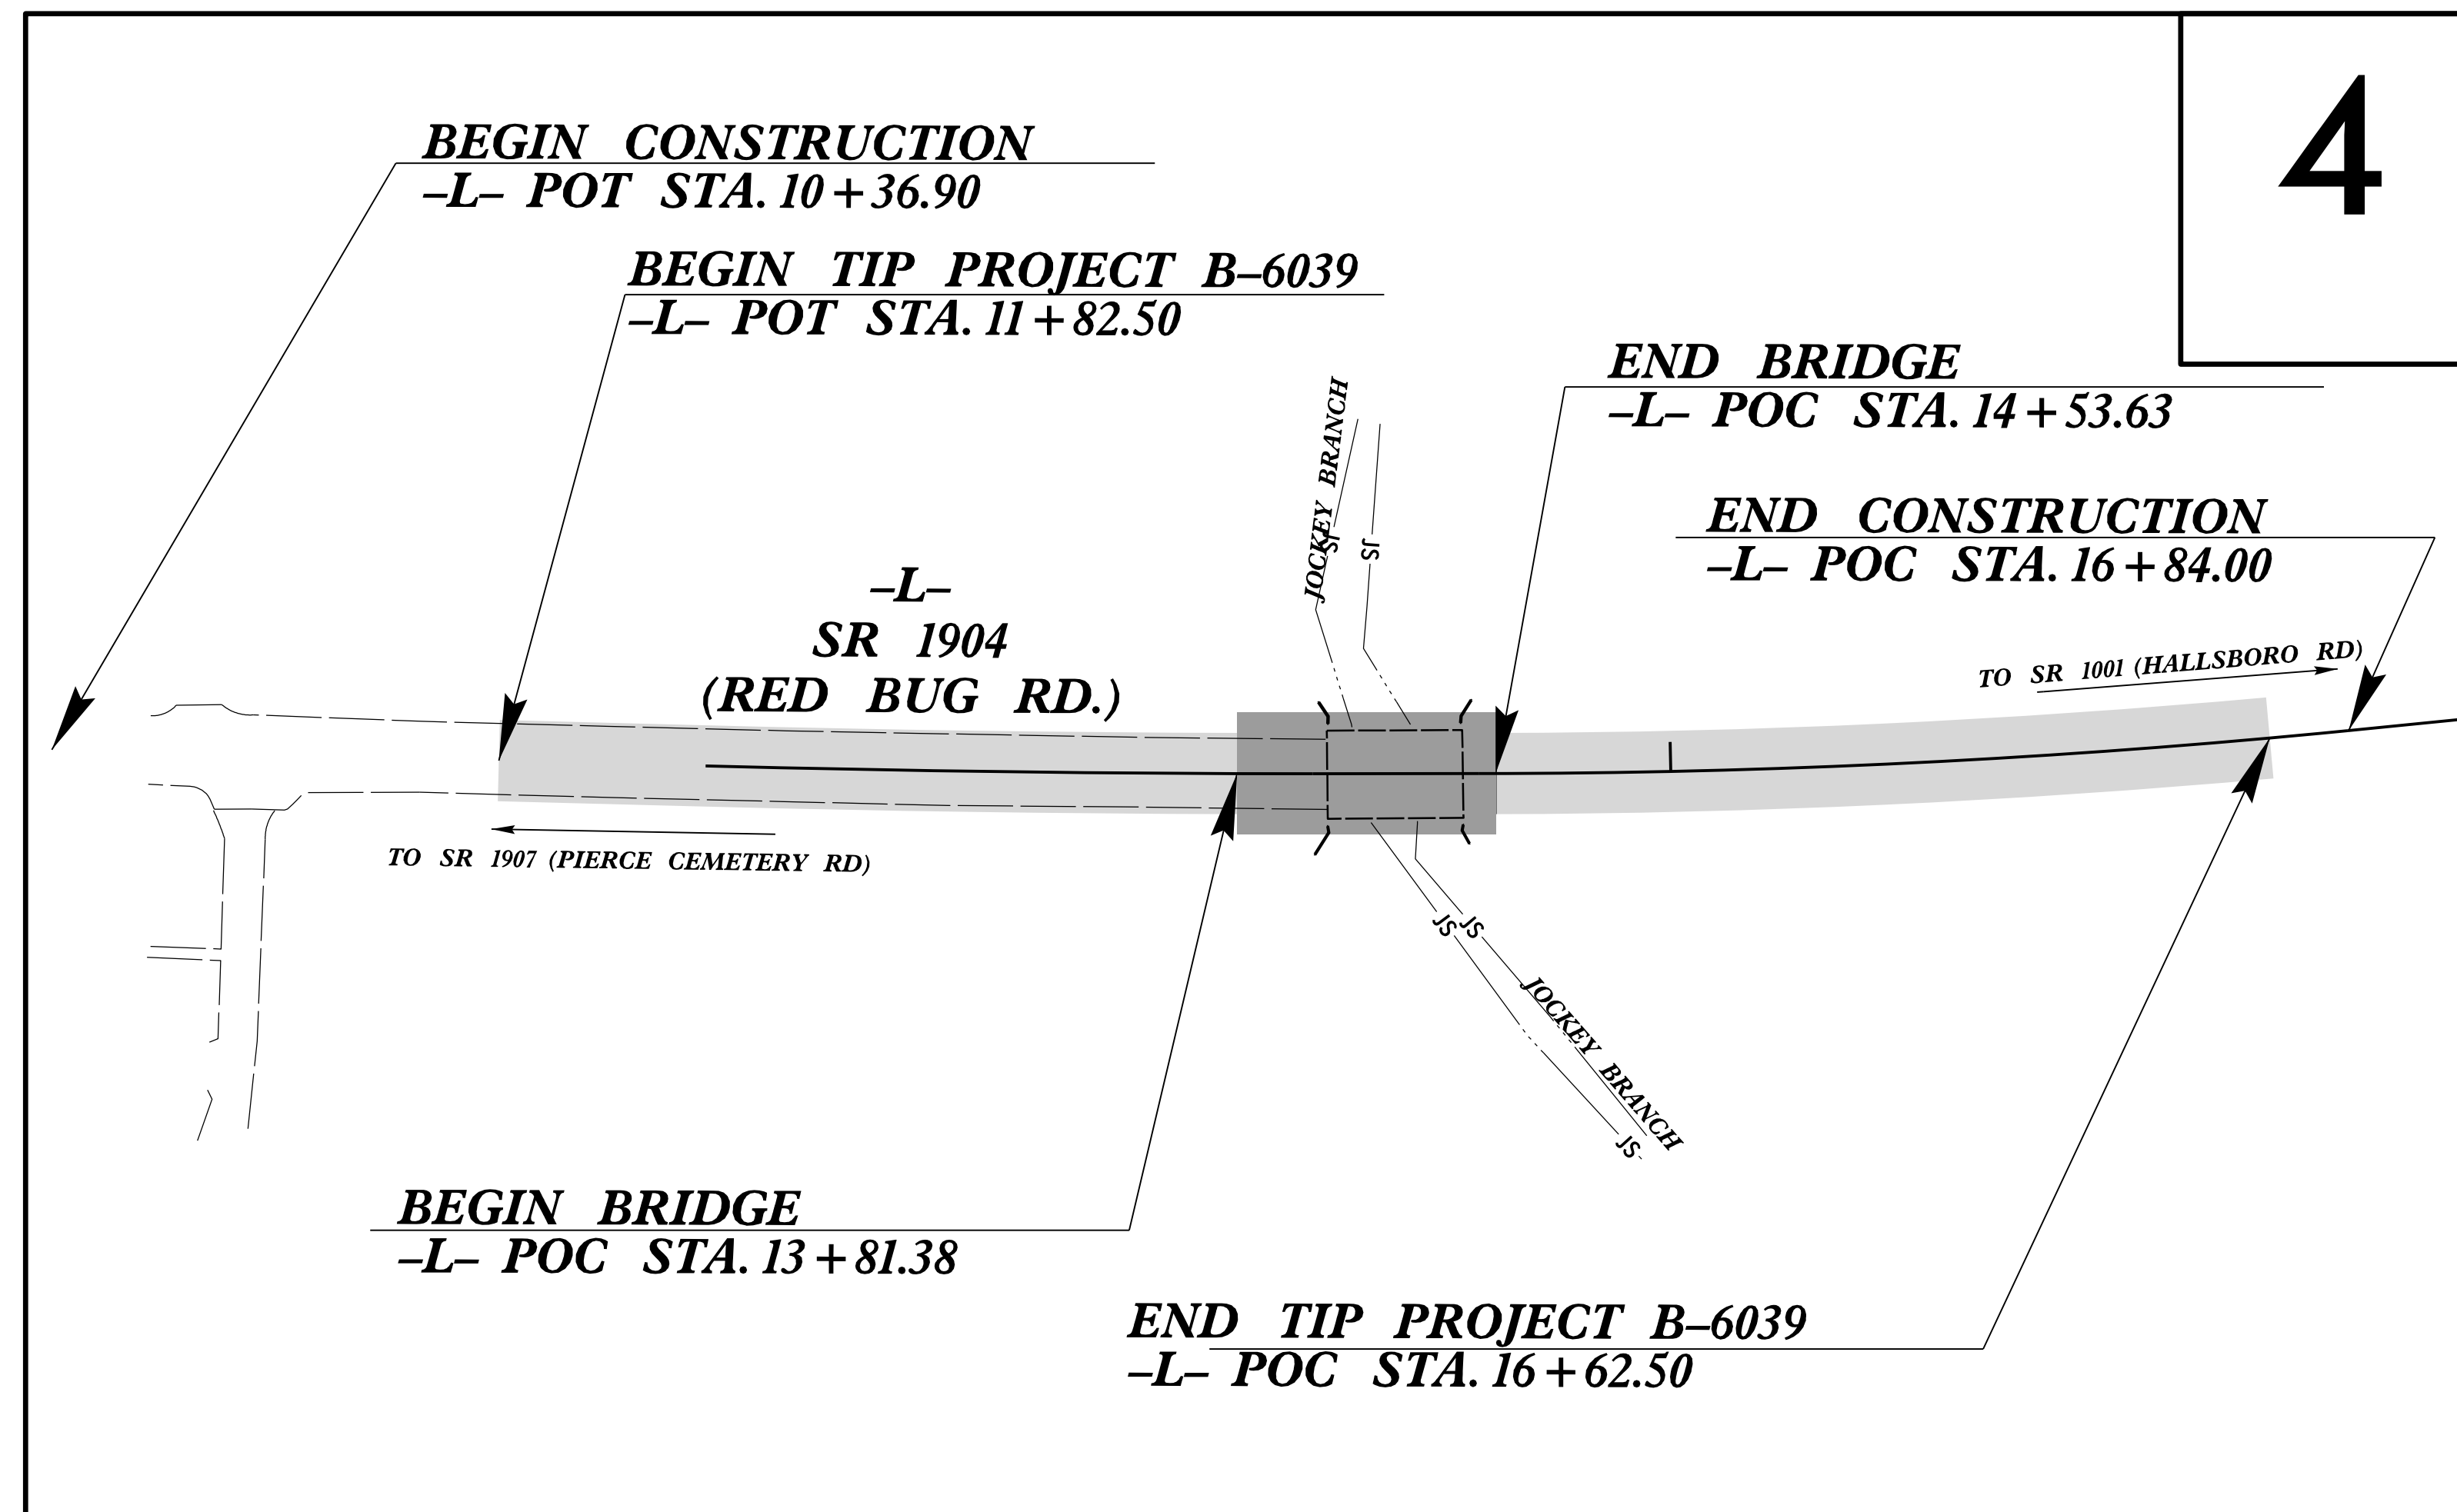 4
BEGIN CONSTRUCTION
–L– POT STA. 10+36.90
BEGIN TIP PROJECT B–6039
–L– POT STA. 11+82.50
END BRIDGE
–L– POC STA. 14+53.63
JOCKEY BRANCH
JS
JS
END CONSTRUCTION
–L– POC STA. 16+84.00
–L–
SR 1904
(RED BUG RD.)
TO SR 1001 (HALLSBORO RD)
TO SR 1907 (PIERCE CEMETERY RD)
JS
JS
JOCKEY BRANCH
JS
BEGIN BRIDGE
–L– POC STA. 13+81.38
END TIP PROJECT B–6039
–L– POC STA. 16+62.50